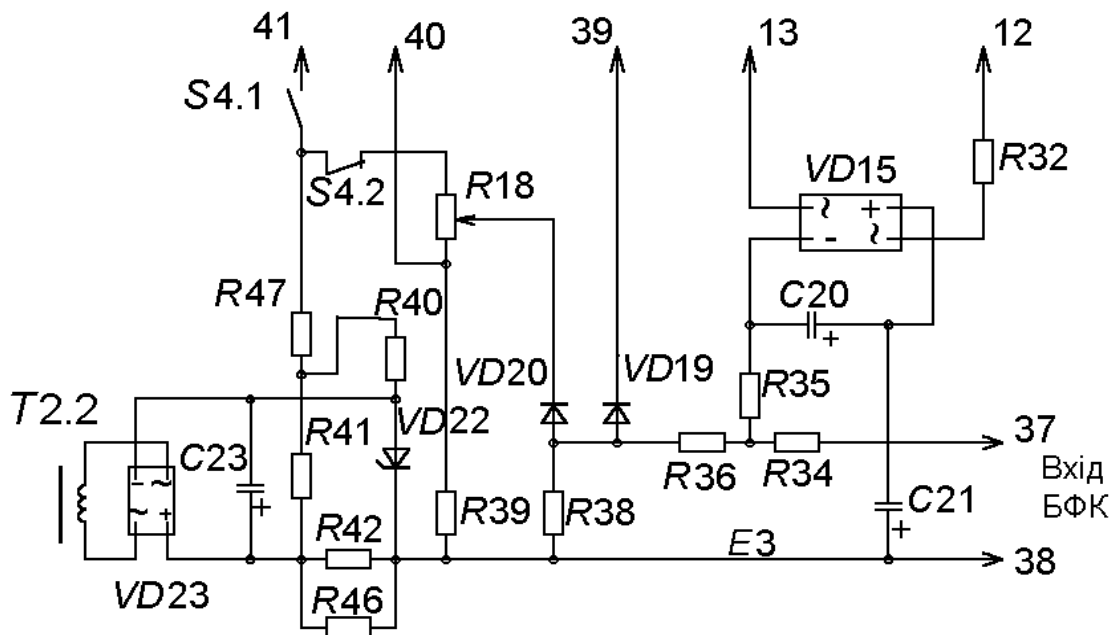 41
40
39
13
12
S4.1
S4.2
R18
VD15
R32
~ +
- ~
R47
R40
C20
+
VD20
VD19
R35
T2.2
VD22
R41
C23
+
- ~
~ +
R36
R34
37
Вхід
БФК
C21
+
R42
R39
R38
E3
38
VD23
R46